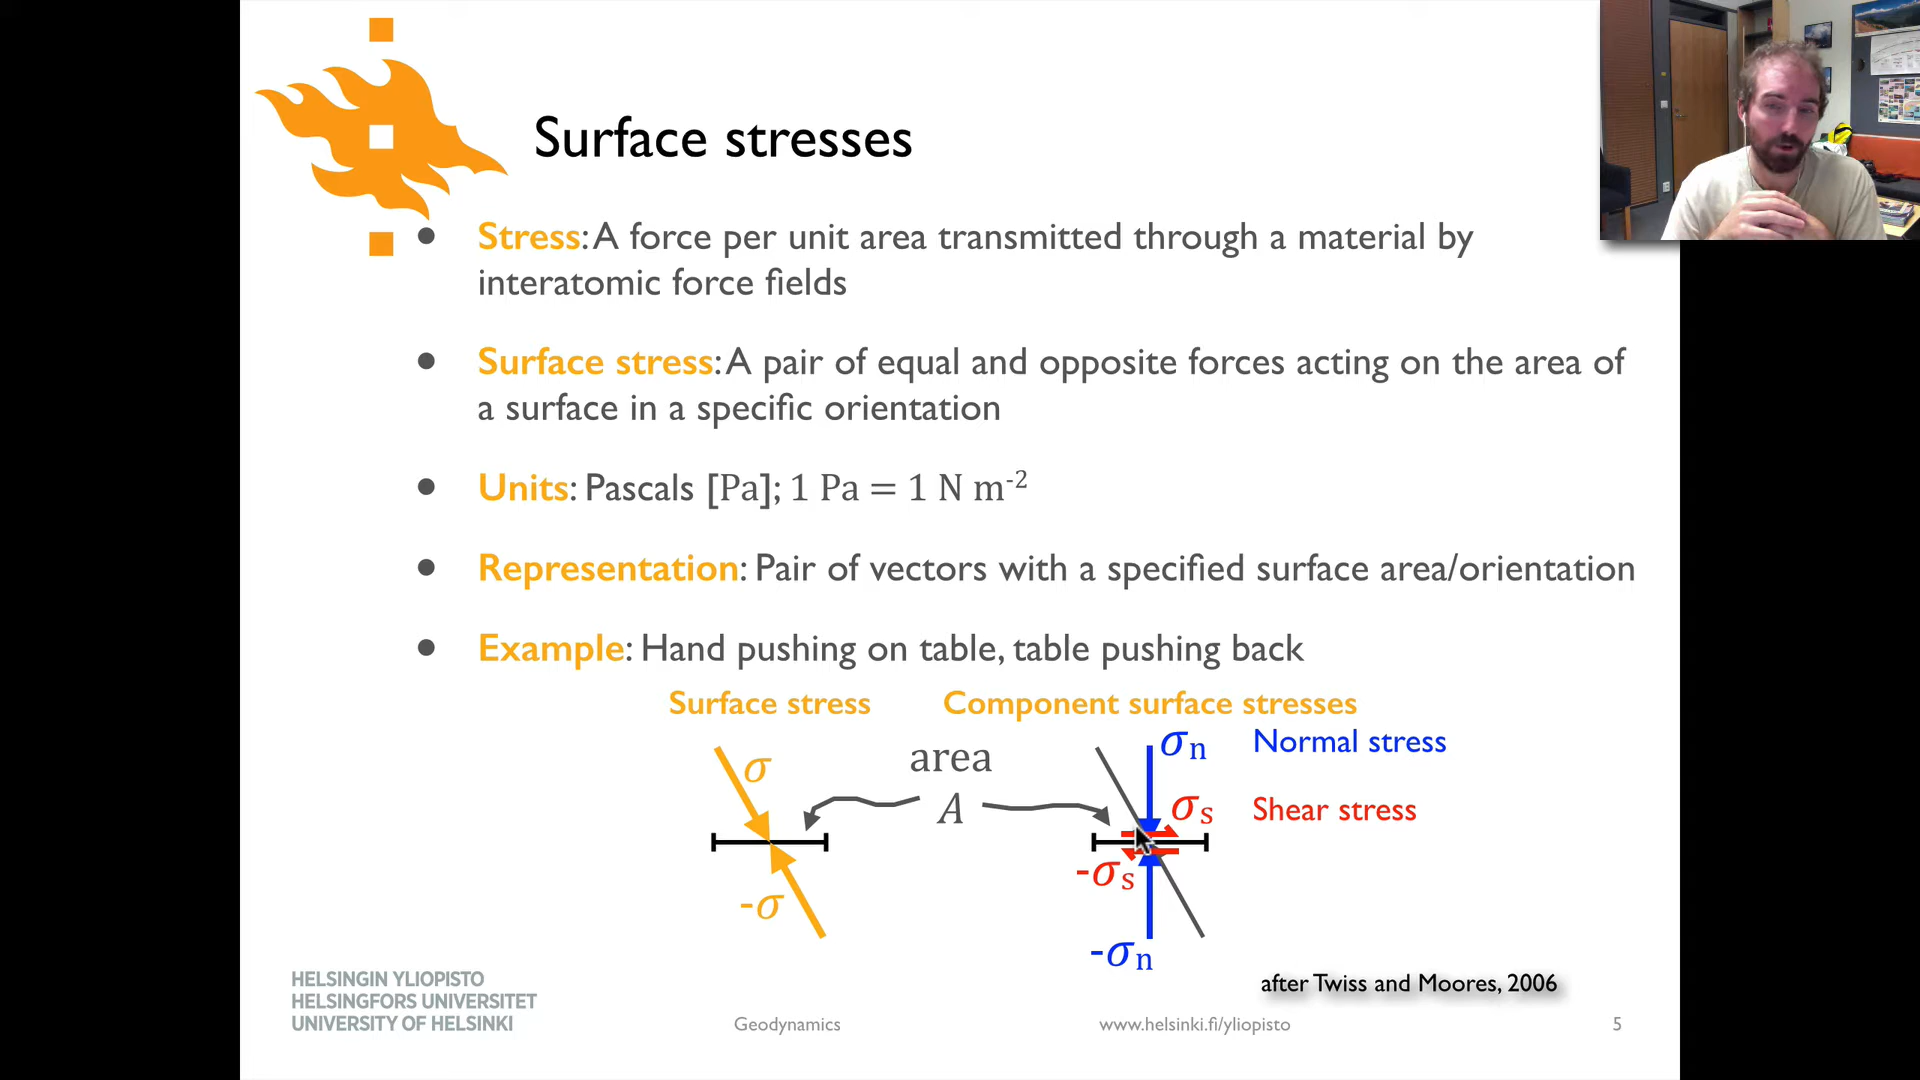 Surface stresses
• Stress: A force per unit area transmitted through a material by
interatomic force fields
• Surface stress: A pair of equal and opposite forces acting on the area of
a surface in a specific orientation
• Units: Pascals [Pa]; 1 Pa = 1 N m⁻²
• Representation: Pair of vectors with a specified surface area/orientation
• Example: Hand pushing on table, table pushing back
Surface stress
Component surface stresses
σ
-σ
area
A
σn
Normal stress
σs
Shear stress
-σs
-σn
after Twiss and Moores, 2006
HELSINGIN YLIOPISTO
HELSINGFORS UNIVERSITET
UNIVERSITY OF HELSINKI
Geodynamics
www.helsinki.fi/yliopisto
5